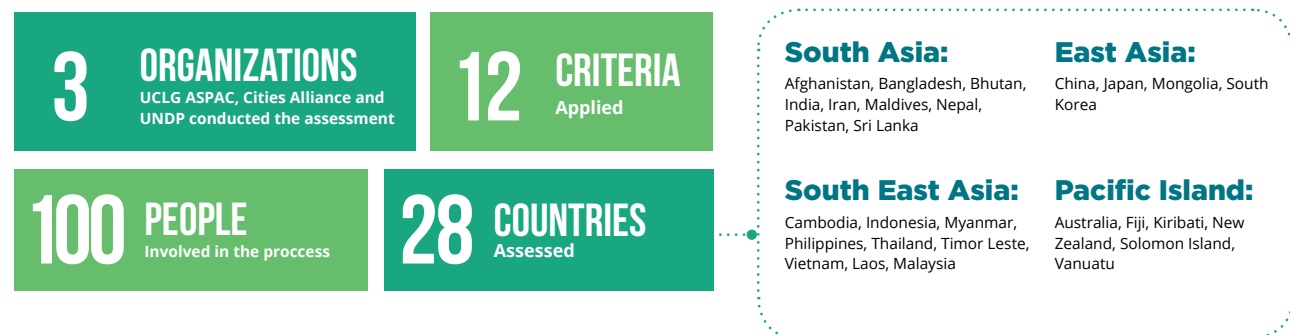 3
ORGANIZATIONS
UCLG ASPAC, Cities Alliance and
UNDP conducted the assessment
12
CRITERIA
Applied
100
PEOPLE
Involved in the proccess
28
COUNTRIES
Assessed
South Asia:
Afghanistan, Bangladesh, Bhutan,
India, Iran, Maldives, Nepal,
Pakistan, Sri Lanka
East Asia:
China, Japan, Mongolia, South
Korea
South East Asia:
Cambodia, Indonesia, Myanmar,
Philippines, Thailand, Timor Leste,
Vietnam, Laos, Malaysia
Pacific Island:
Australia, Fiji, Kiribati, New
Zealand, Solomon Island,
Vanuatu